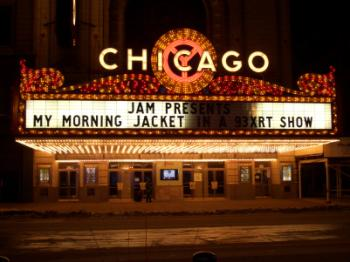 CHICAGO
JAM PRESENTS
MY MORNING JACKET IN A 93XRT SHOW